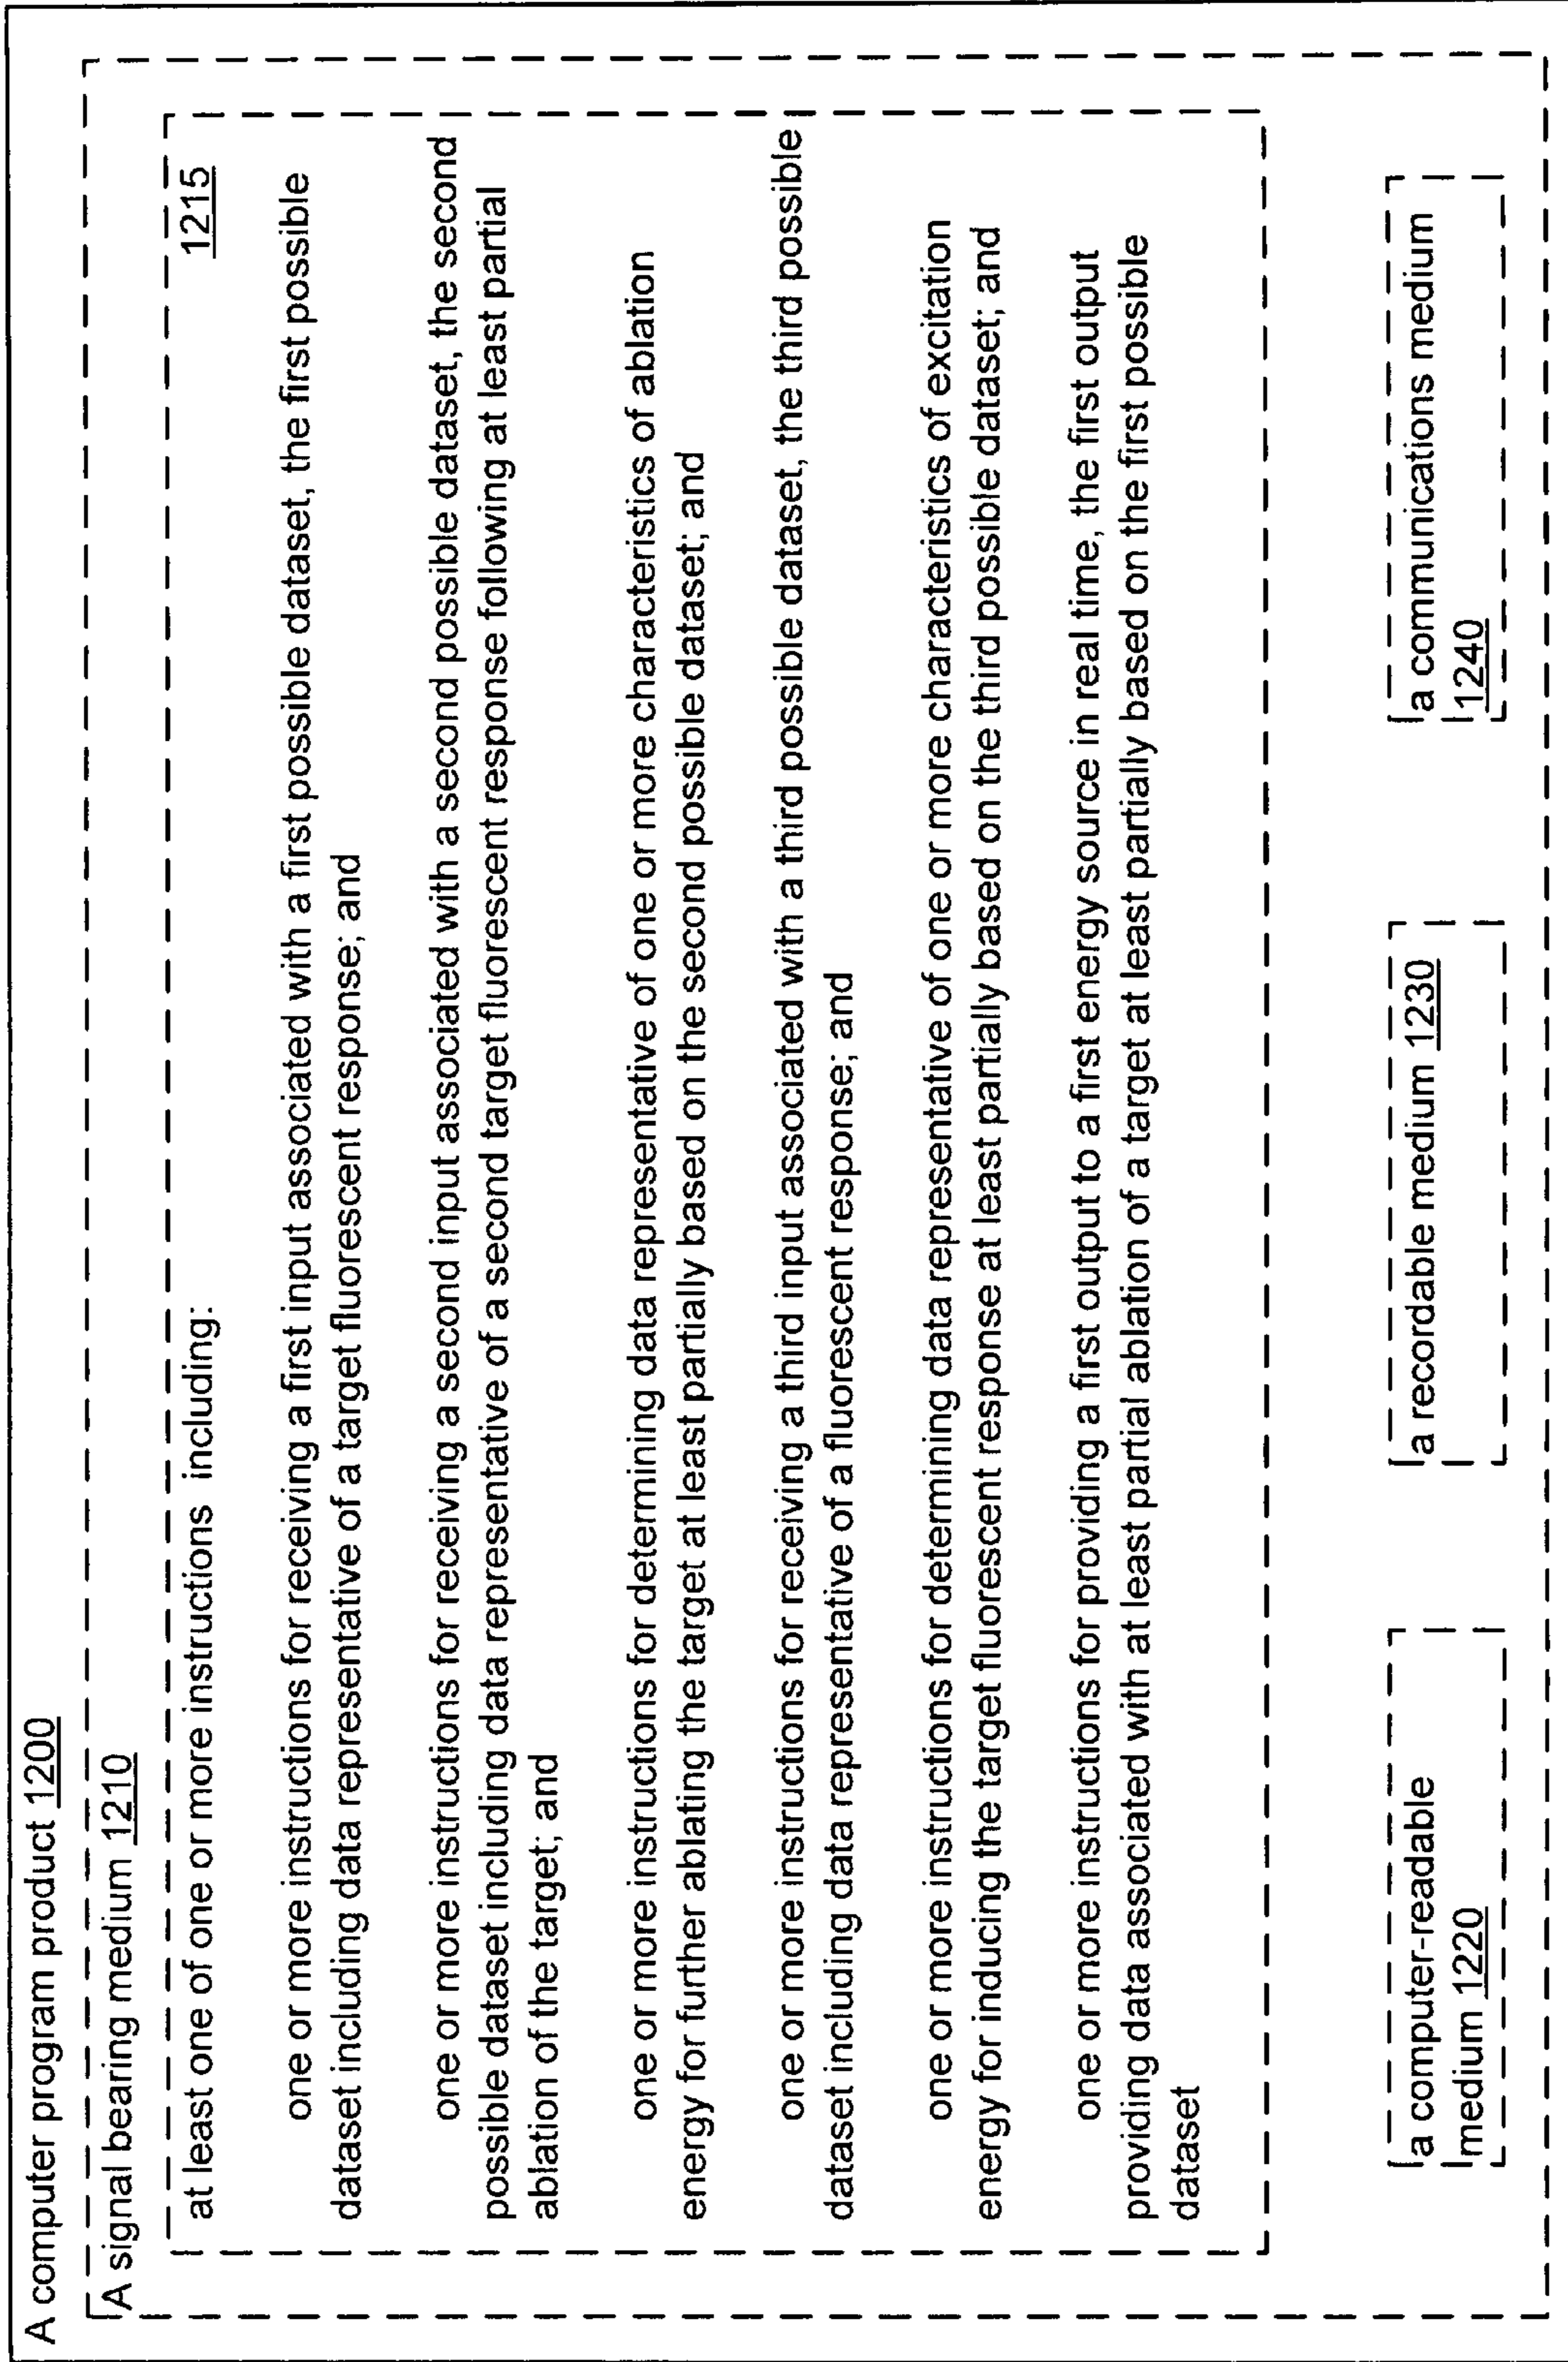 A computer program product 1200
A signal bearing medium 1210
1215
at least one of one or more instructions including:
one or more instructions for receiving a first input associated with a first possible dataset, the first possible
dataset including data representative of a target fluorescent response; and
one or more instructions for receiving a second input associated with a second possible dataset, the second
possible dataset including data representative of a second target fluorescent response following at least partial
ablation of the target; and
one or more instructions for determining data representative of one or more characteristics of ablation
energy for further ablating the target at least partially based on the second possible dataset; and
one or more instructions for receiving a third input associated with a third possible dataset, the third possible
dataset including data representative of a fluorescent response; and
one or more instructions for determining data representative of one or more characteristics of excitation
energy for inducing the target fluorescent response at least partially based on the third possible dataset; and
one or more instructions for providing a first output to a first energy source in real time, the first output
providing data associated with at least partial ablation of a target at least partially based on the first possible
dataset
a computer-readable
medium 1220
a recordable medium 1230
a communications medium
1240